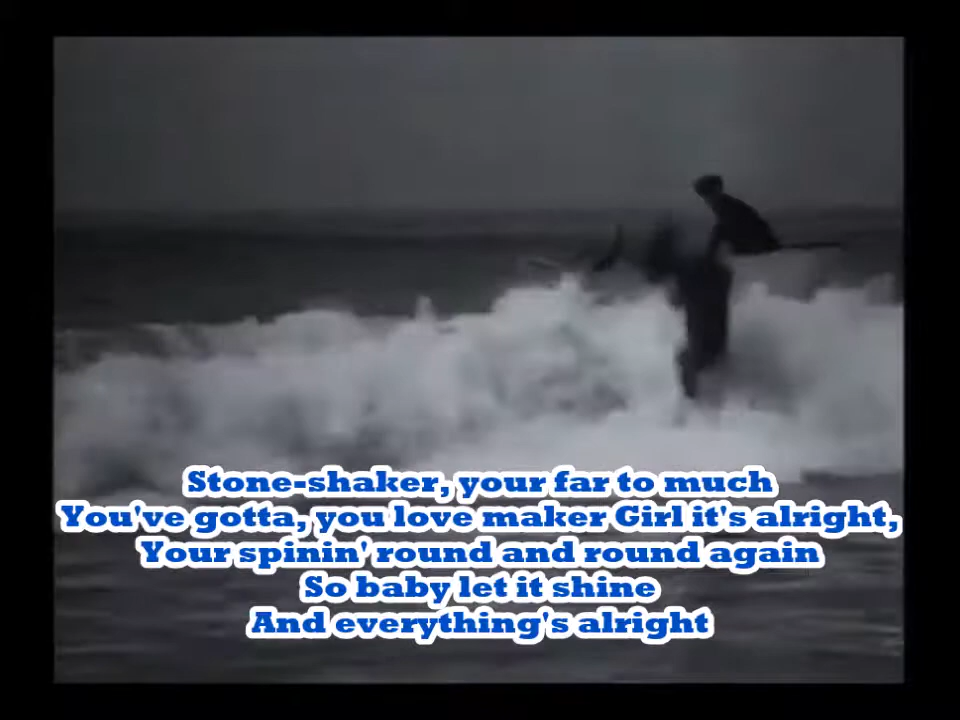 Stone-shaker, your far to much
You've gotta, you love maker Girl it's alright,
Your spinin' round and round again
So baby let it shine
And everything's alright